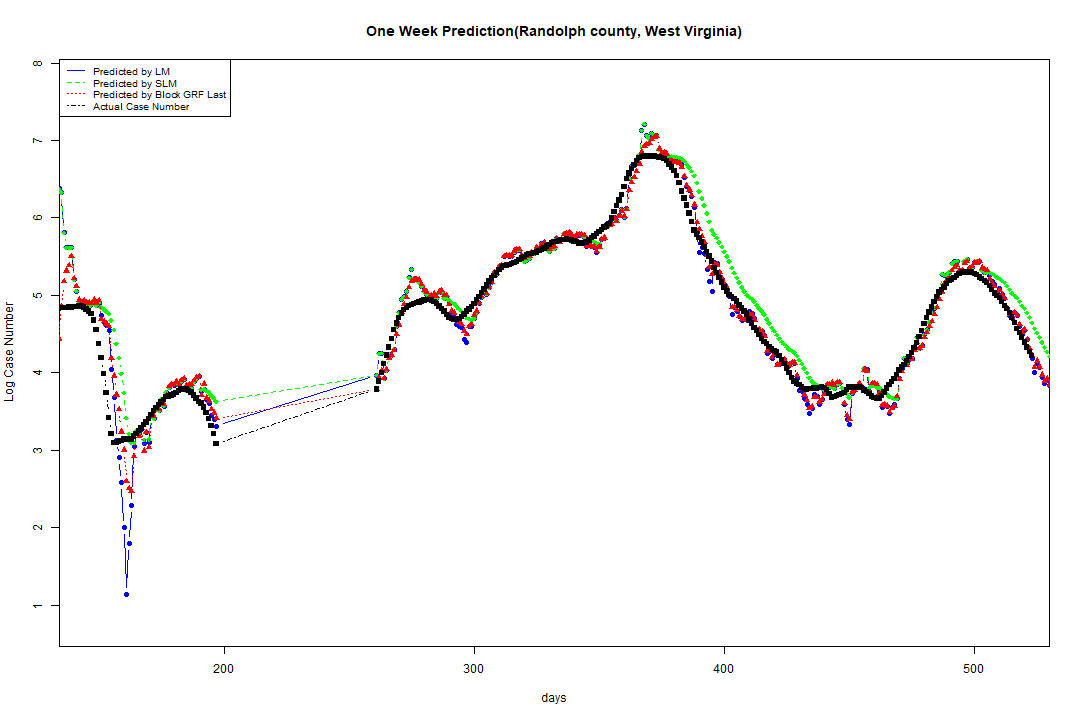 One Week Prediction(Randolph county, West Virginia)
Predicted by LM
Predicted by SLM
Predicted by Block GRF Last
Actual Case Number
Log Case Number
8
7
6
5
4
3
2
1
200 300 400 500
days